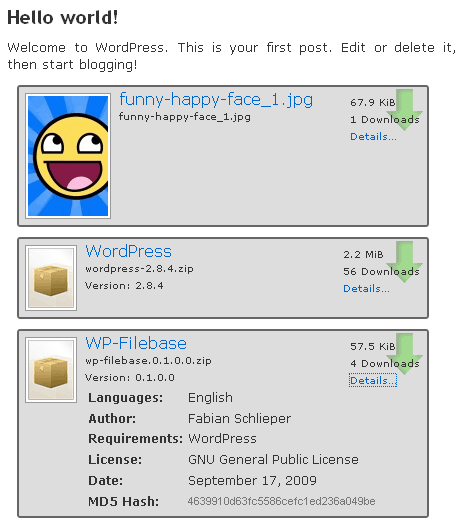 Hello world!
Welcome to WordPress. This is your first post. Edit or delete it,
then start blogging!
funny-happy-face_1.jpg
funny-happy-face_1.jpg
67.9 KiB
1 Downloads
Details...
WordPress
wordpress-2.8.4.zip
Version: 2.8.4
2.2 MiB
56 Downloads
Details...
WP-Filebase
wp-filebase.0.1.0.0.zip
Version: 0.1.0.0
57.5 KiB
4 Downloads
Details...
Languages: English
Author: Fabian Schlieper
Requirements: WordPress
License: GNU General Public License
Date: September 17, 2009
MD5 Hash: 4639910d63fc5586cefc1ed236a049be